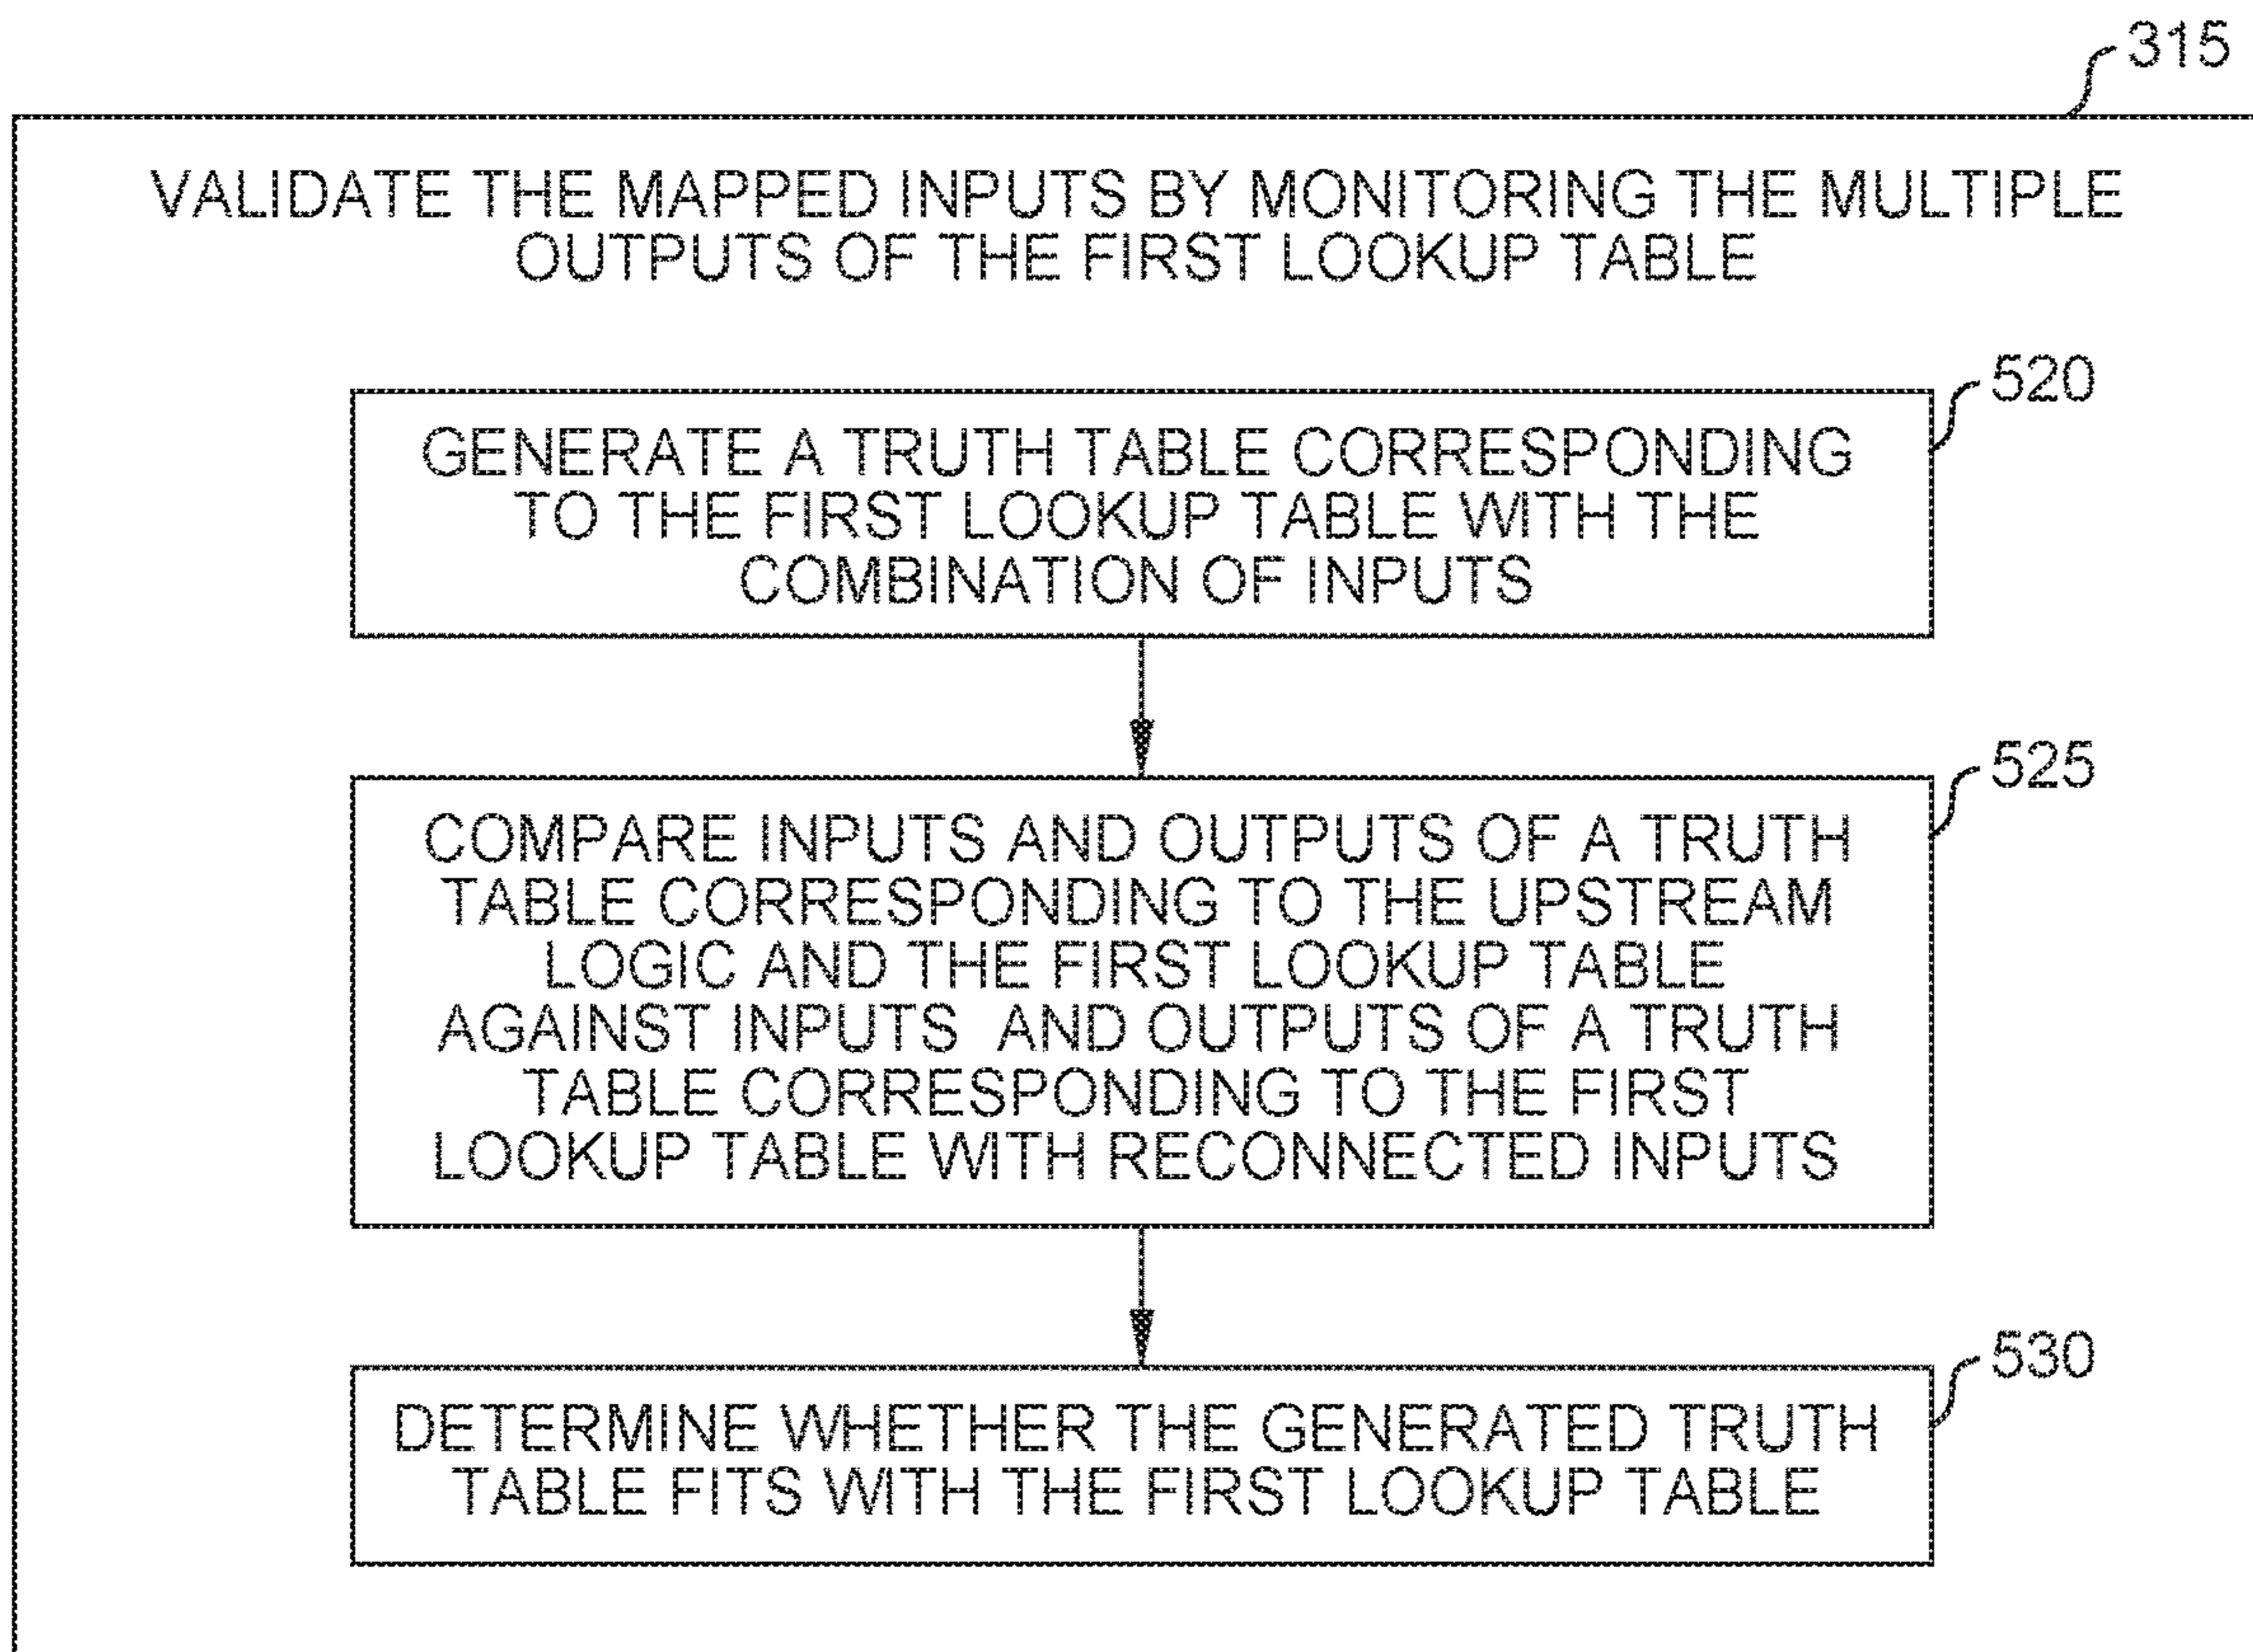 315
VALIDATE THE MAPPED INPUTS BY MONITORING THE MULTIPLE
OUTPUTS OF THE FIRST LOOKUP TABLE
520
GENERATE A TRUTH TABLE CORRESPONDING
TO THE FIRST LOOKUP TABLE WITH THE
COMBINATION OF INPUTS
525
COMPARE INPUTS AND OUTPUTS OF A TRUTH
TABLE CORRESPONDING TO THE UPSTREAM
LOGIC AND THE FIRST LOOKUP TABLE
AGAINST INPUTS AND OUTPUTS OF A TRUTH
TABLE CORRESPONDING TO THE FIRST
LOOKUP TABLE WITH RECONNECTED INPUTS
530
DETERMINE WHETHER THE GENERATED TRUTH
TABLE FITS WITH THE FIRST LOOKUP TABLE